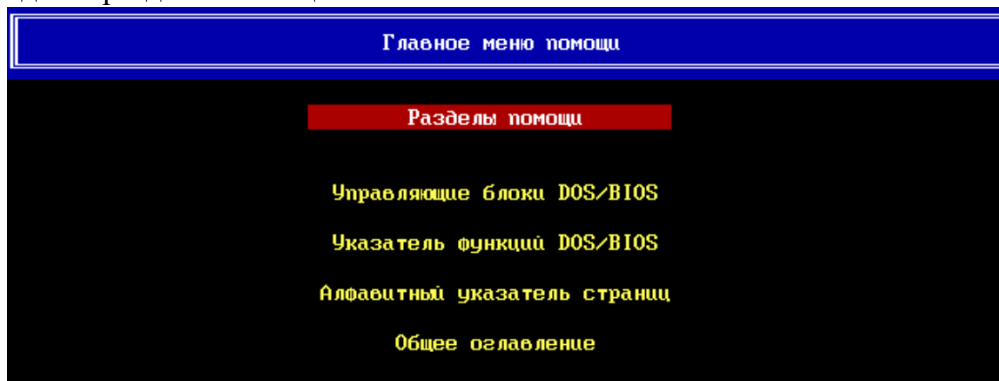 Главное меню помощи
Разделы помощи
Управляющие блоки DOS/BIOS
Указатель функций DOS/BIOS
Алфавитный указатель страниц
Общее оглавление